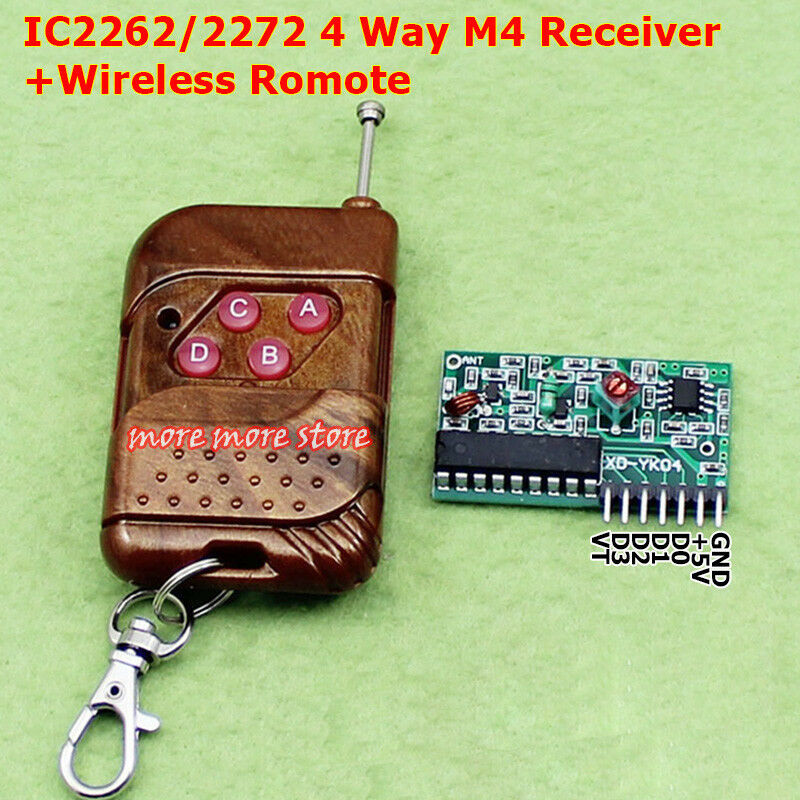 IC2262/2272 4 Way M4 Receiver
+Wireless Romote
C A
D B
more more store
ANT
XD-YK04
VT
D3
D2
D1
D0
+5V
GND